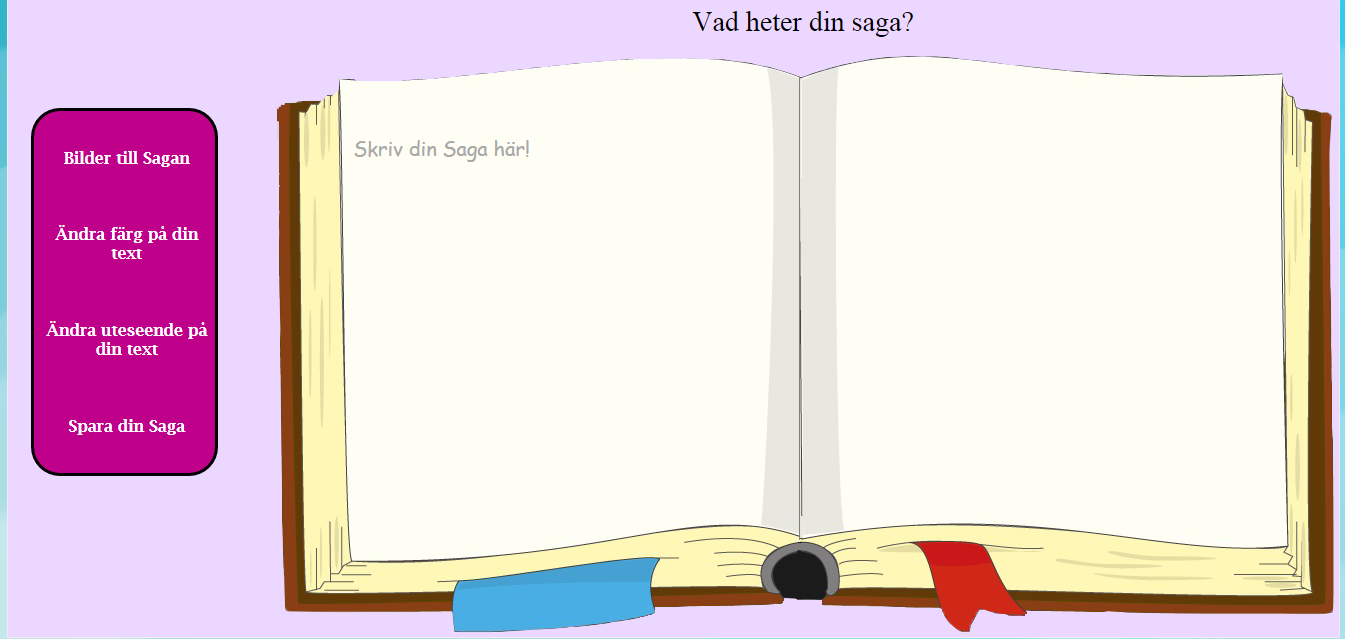 Vad heter din saga?
Bilder till Sagan
Ändra färg på din
text
Ändra uteseende på
din text
Spara din Saga
Skriv din Saga här!